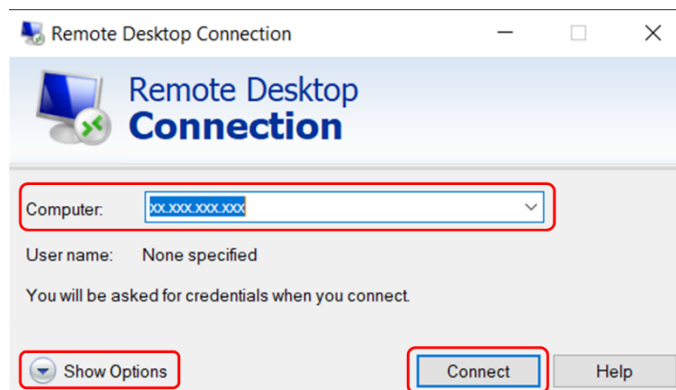 Remote Desktop Connection
Remote Desktop
Connection
Computer: xx.xxx.xxx.xxx
User name: None specified
You will be asked for credentials when you connect.
Show Options Connect Help